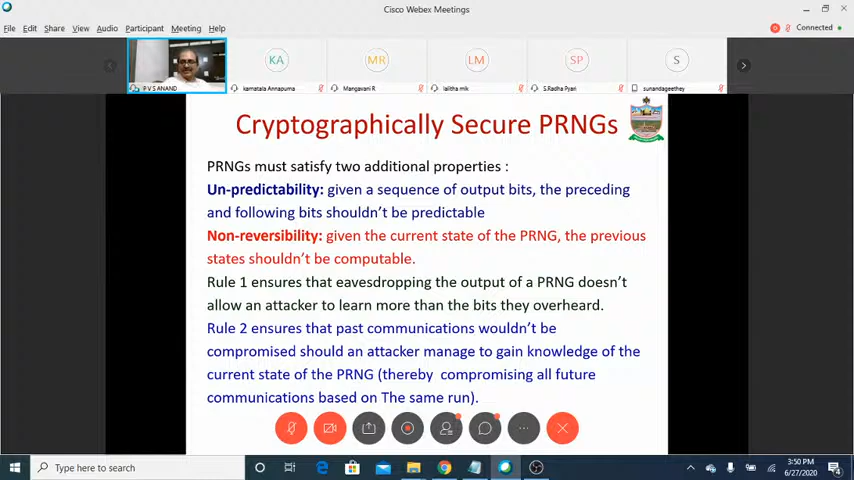 Cisco Webex Meetings
File Edit Share View Audio Participant Meeting Help
Connected
KA
MR
LM
SP
S
P V S ANAND
kamatala Annapurna
Mangavani R
lalitha mlk
S.Radha Pyari
sunandageethey
Cryptographically Secure PRNGs
PRNGs must satisfy two additional properties :
Un-predictability: given a sequence of output bits, the preceding
and following bits shouldn't be predictable
Non-reversibility: given the current state of the PRNG, the previous
states shouldn't be computable.
Rule 1 ensures that eavesdropping the output of a PRNG doesn't
allow an attacker to learn more than the bits they overheard.
Rule 2 ensures that past communications wouldn't be
compromised should an attacker manage to gain knowledge of the
current state of the PRNG (thereby compromising all future
communications based on The same run).
Type here to search
3:50 PM
6/27/2020
4